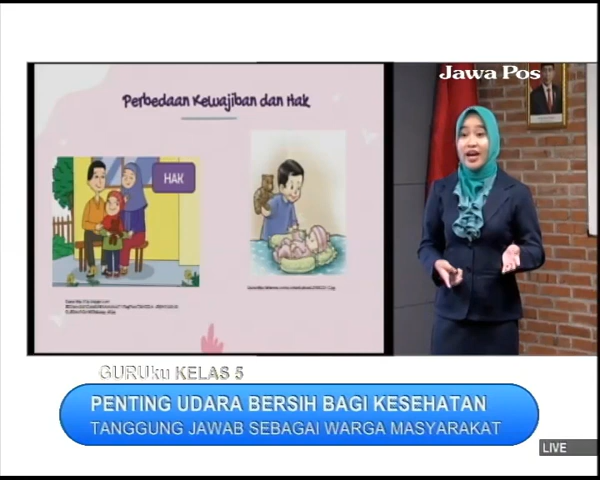 Jawa Pos
Perbedaan Kewajiban dan Hak
HAK
GURUku KELAS 5
PENTING UDARA BERSIH BAGI KESEHATAN
TANGGUNG JAWAB SEBAGAI WARGA MASYARAKAT
LIVE